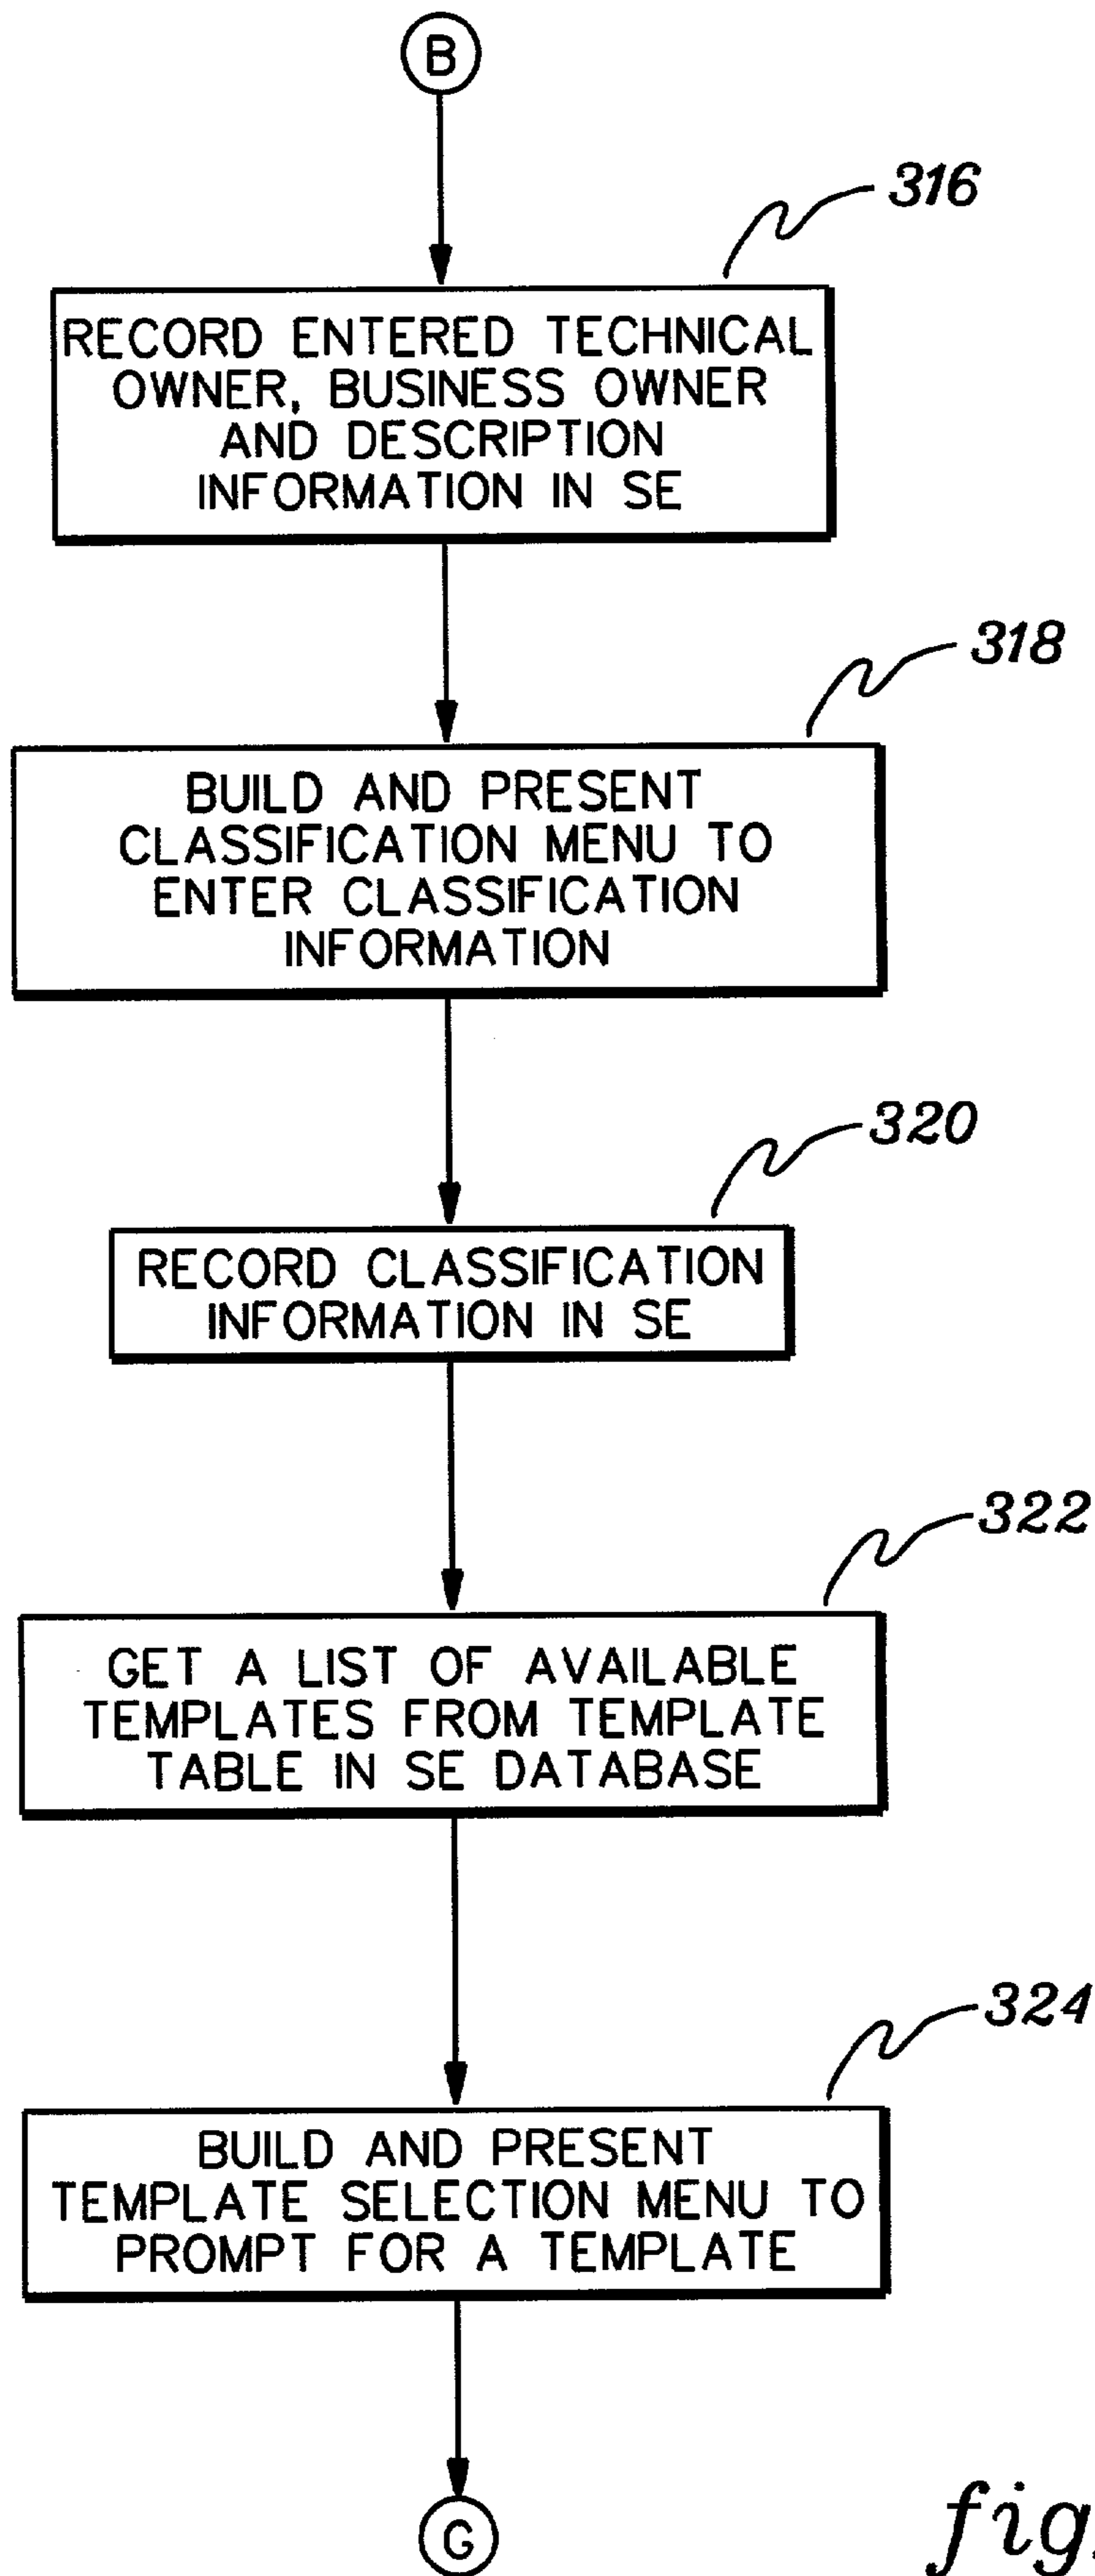 B
316
RECORD ENTERED TECHNICAL
OWNER, BUSINESS OWNER
AND DESCRIPTION
INFORMATION IN SE
318
BUILD AND PRESENT
CLASSIFICATION MENU TO
ENTER CLASSIFICATION
INFORMATION
320
RECORD CLASSIFICATION
INFORMATION IN SE
322
GET A LIST OF AVAILABLE
TEMPLATES FROM TEMPLATE
TABLE IN SE DATABASE
324
BUILD AND PRESENT
TEMPLATE SELECTION MENU TO
PROMPT FOR A TEMPLATE
G
fig.